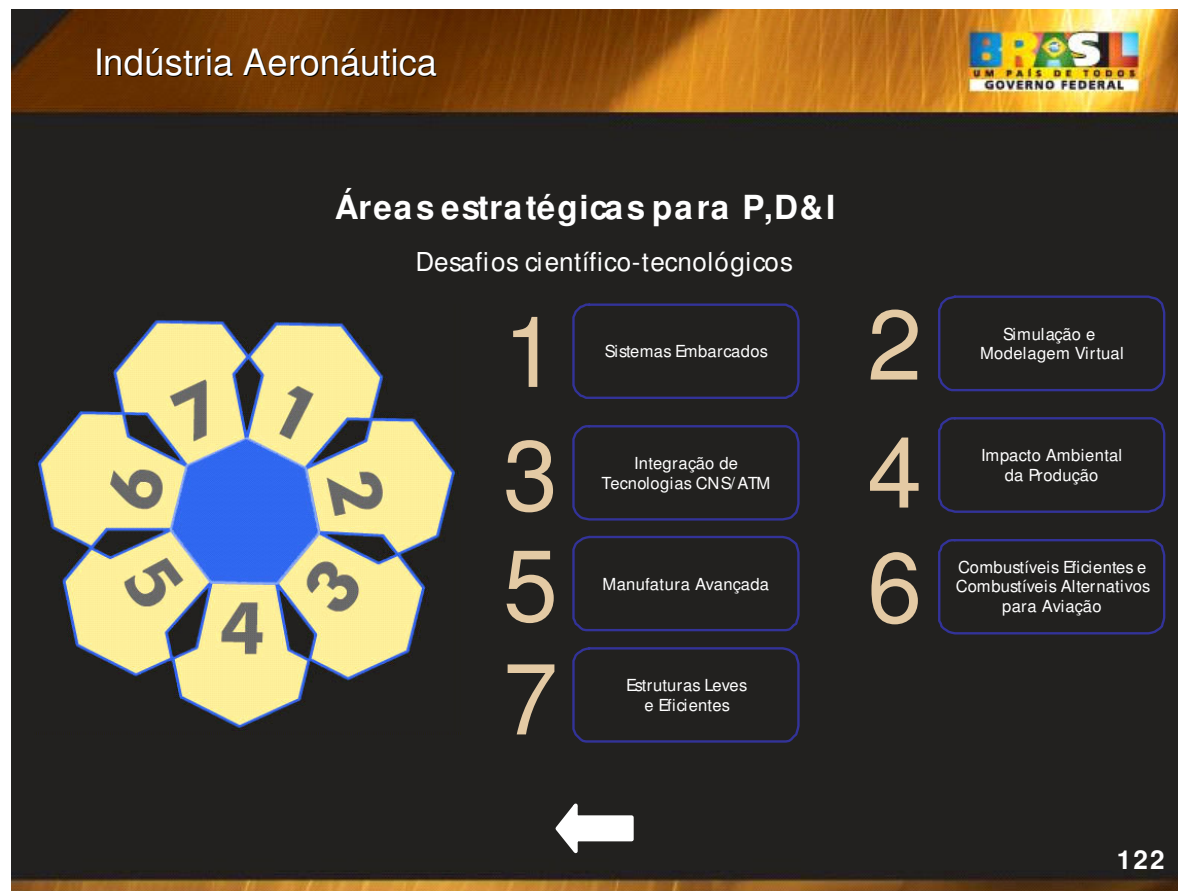 Indústria Aeronáutica
BRASIL
UM PAÍS DE TODOS
GOVERNO FEDERAL
Áreas estratégicas para P,D&I
Desafios científico-tecnológicos
7
1
6
2
5
3
4
1
Sistemas Embarcados
2
Simulação e
Modelagem Virtual
3
Integração de
Tecnologias CNS/ATM
4
Impacto Ambiental
da Produção
5
Manufatura Avançada
6
Combustíveis Eficientes e
Combustíveis Alternativos
para Aviação
7
Estruturas Leves
e Eficientes
122